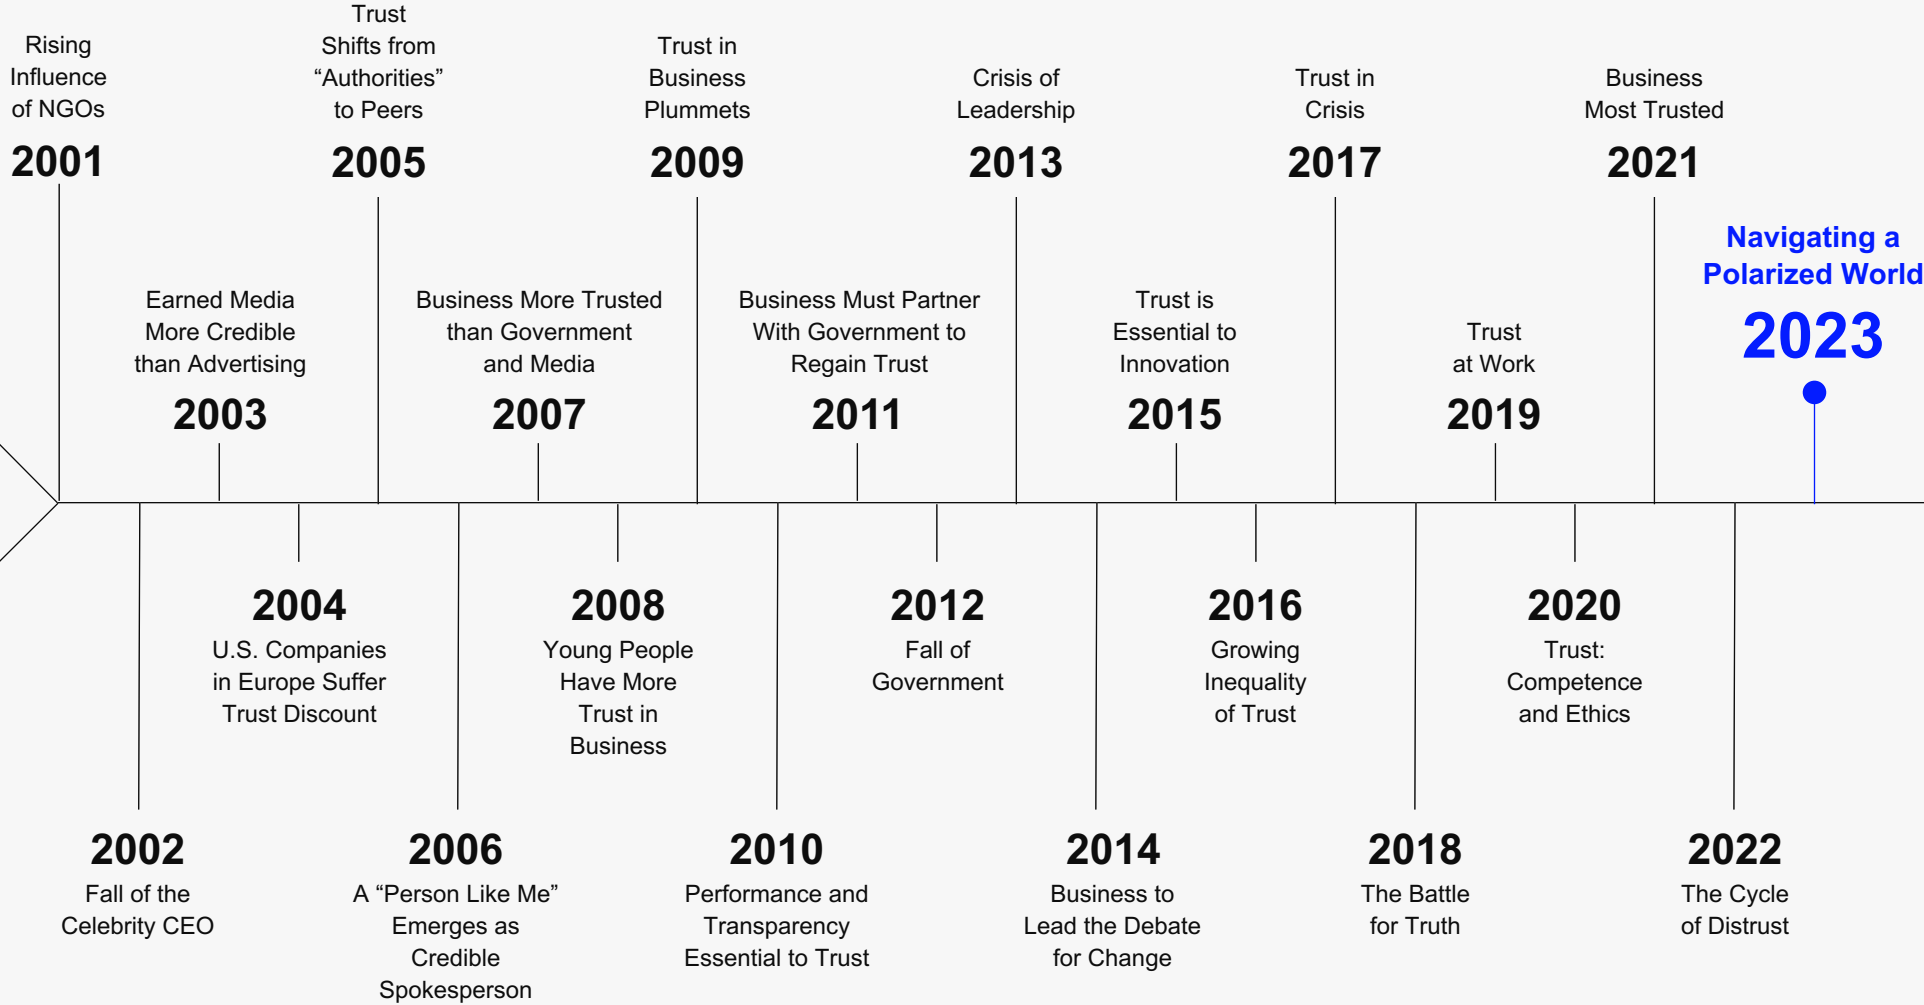 Rising
Influence
of NGOs
2001
Trust
Shifts from
“Authorities”
to Peers
2005
Trust in
Business
Plummets
2009
Crisis of
Leadership
2013
Trust in
Crisis
2017
Business
Most Trusted
2021
Earned Media
More Credible
than Advertising
2003
Business More Trusted
than Government
and Media
2007
Business Must Partner
With Government to
Regain Trust
2011
Trust is
Essential to
Innovation
2015
Trust
at Work
2019
Navigating a
Polarized World
2023
2004
U.S. Companies
in Europe Suffer
Trust Discount
2008
Young People
Have More
Trust in
Business
2012
Fall of
Government
2016
Growing
Inequality
of Trust
2020
Trust:
Competence
and Ethics
2002
Fall of the
Celebrity CEO
2006
A “Person Like Me”
Emerges as
Credible
Spokesperson
2010
Performance and
Transparency
Essential to Trust
2014
Business to
Lead the Debate
for Change
2018
The Battle
for Truth
2022
The Cycle
of Distrust